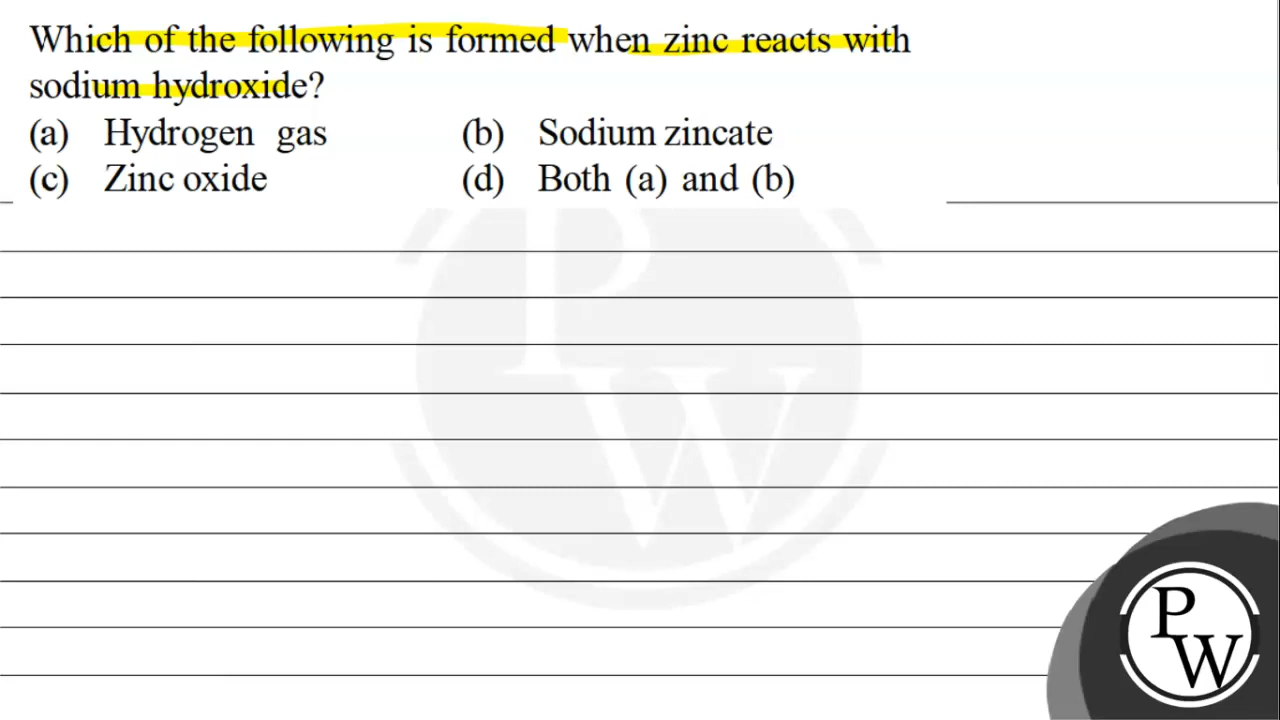 Which of the following is formed when zinc reacts with
sodium hydroxide?
(a) Hydrogen gas (b) Sodium zincate
(c) Zinc oxide (d) Both (a) and (b)
PW
PW